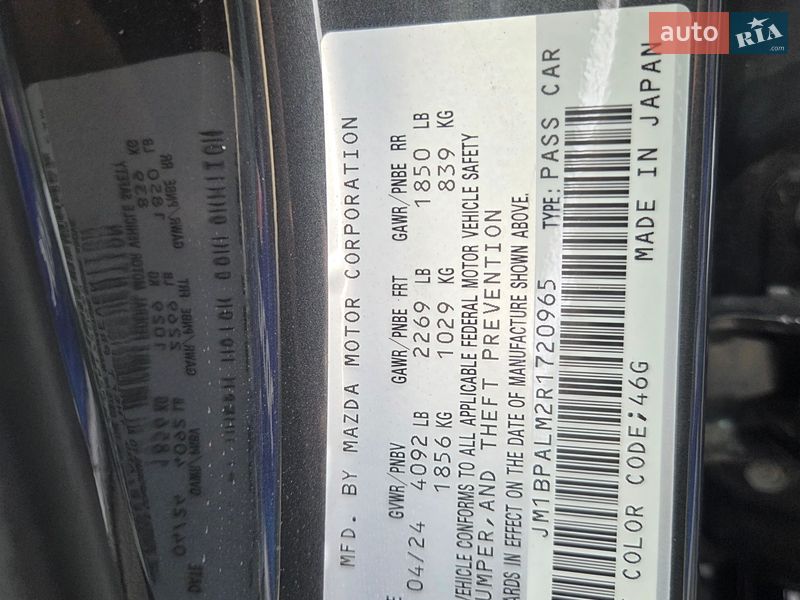 auto RIA .com
MFD. BY MAZDA MOTOR CORPORATION
GVWR/PNBV GAWR/PNBE FRT GAWR/PNBE RR
04/24 4092 LB 2269 LB 1850 LB
1856 KG 1029 KG 839 KG
VEHICLE CONFORMS TO ALL APPLICABLE FEDERAL MOTOR VEHICLE SAFETY
UMPER, AND THEFT PREVENTION
ARDS IN EFFECT ON THE DATE OF MANUFACTURE SHOWN ABOVE.
JM1BPALM2R1720965 TYPE: PASS CAR
COLOR CODE;46G MADE IN JAPAN